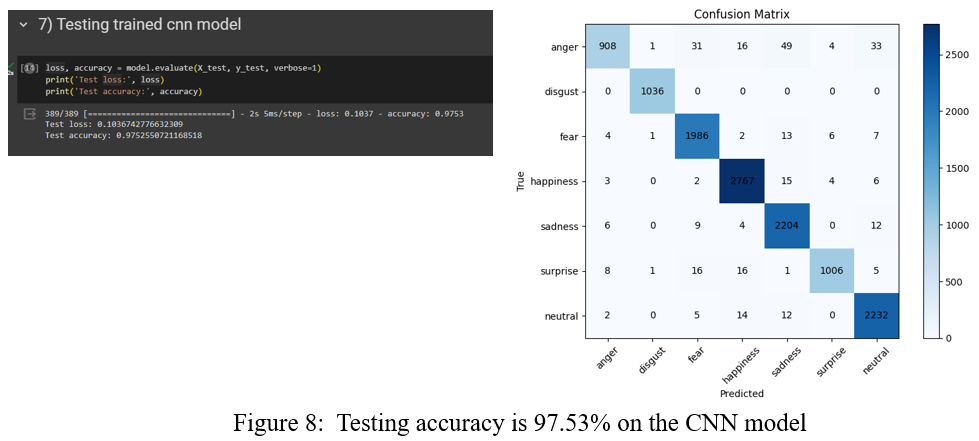 7) Testing trained cnn model
loss, accuracy = model.evaluate(X_test, y_test, verbose=1)
print('Test loss:', loss)
print('Test accuracy:', accuracy)
389/389 [==============================] - 2s 5ms/step - loss: 0.1037 - accuracy: 0.9753
Test loss: 0.1036742776632309
Test accuracy: 0.9752550721168518
Confusion Matrix
anger 908 1 31 16 49 4 33
disgust 0 1036 0 0 0 0 0
fear 4 1 1986 2 13 6 7
happiness 3 0 2 2767 15 4 6
sadness 6 0 9 4 2204 0 12
surprise 8 1 16 16 1 1006 5
neutral 2 0 5 14 12 0 2232
True
anger disgust fear happiness sadness surprise neutral
Predicted
2500
2000
1500
1000
500
0
Figure 8: Testing accuracy is 97.53% on the CNN model